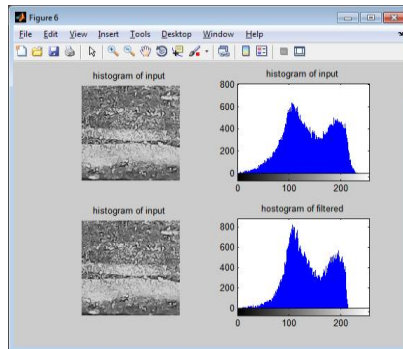 Figure 6
File Edit View Insert Tools Desktop Window Help
histogram of input
histogram of input
800
600
400
200
0
0 100 200
histogram of input
hostogram of filtered
800
600
400
200
0
0 100 200